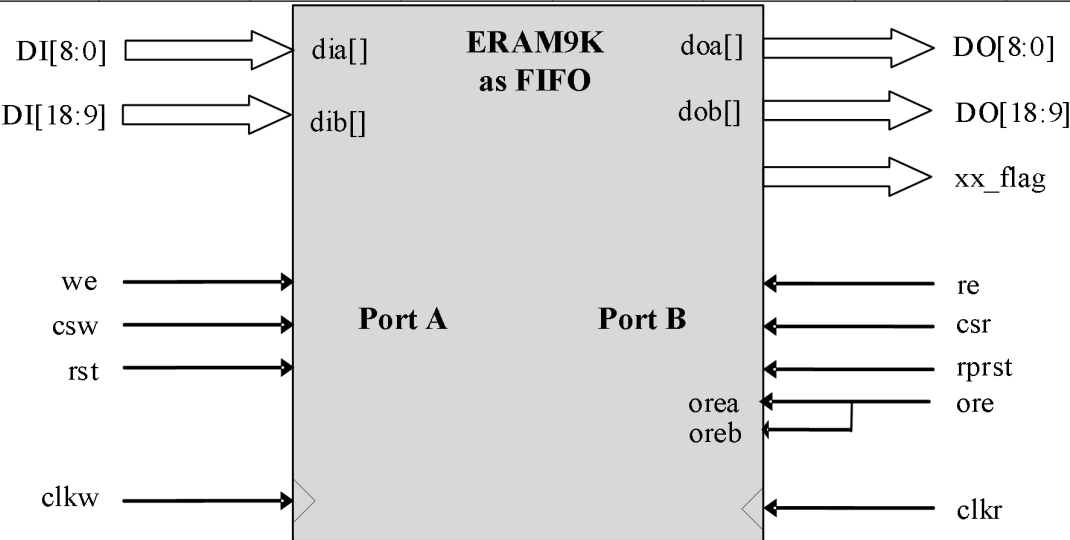 DI[8:0]
dia[]
ERAM9K
as FIFO
doa[]
DO[8:0]
DI[18:9]
dib[]
dob[]
DO[18:9]
xx_flag
we
re
csw
Port A
Port B
csr
rst
rprst
orea
ore
oreb
clkw
clkr